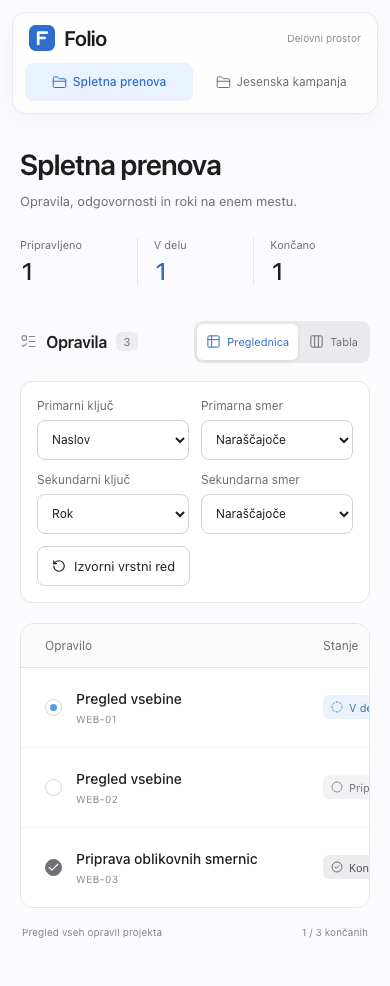 Folio
Delovni prostor
Spletna prenova
Jesenska kampanja
Spletna prenova
Opravila, odgovornosti in roki na enem mestu.
Pripravljeno
V delu
Končano
1
1
1
Opravila
3
Preglednica
Tabla
Primarni ključ
Primarna smer
Naslov
Naraščajoče
Sekundarni ključ
Sekundarna smer
Rok
Naraščajoče
Izvorni vrstni red
Opravilo
Stanje
Pregled vsebine
WEB-01
V de
Pregled vsebine
WEB-02
Prip
Priprava oblikovnih smernic
WEB-03
Kon
Pregled vseh opravil projekta
1 / 3 končanih